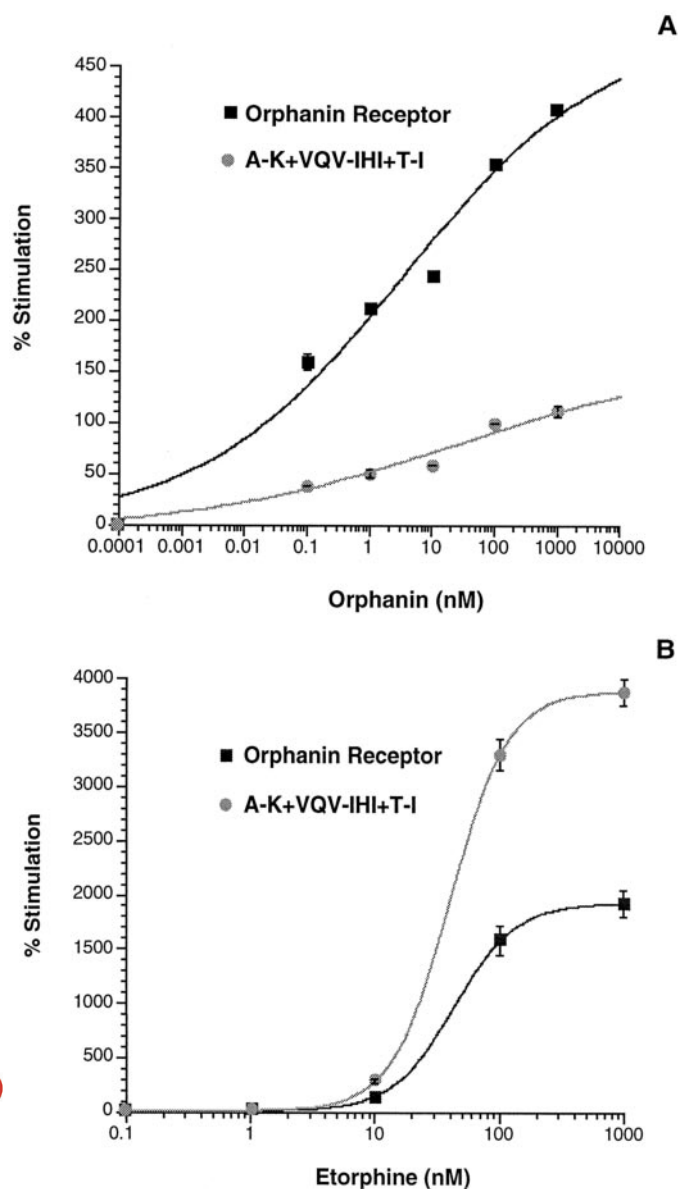 A
450
400
350
300
250
200
150
100
50
0
% Stimulation
Orphanin Receptor
A-K+VQV-IHI+T-I
0.0001 0.001 0.01 0.1 1 10 100 1000 10000
Orphanin (nM)
B
4000
3500
3000
2500
2000
1500
1000
500
0
% Stimulation
Orphanin Receptor
A-K+VQV-IHI+T-I
0.1 1 10 100 1000
Etorphine (nM)